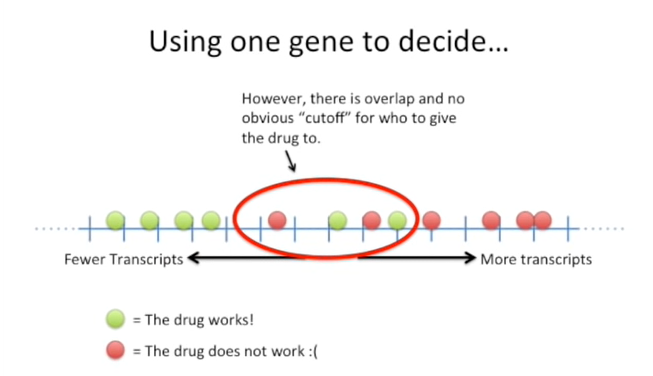 Using one gene to decide...
However, there is overlap and no
obvious “cutoff” for who to give
the drug to.
Fewer Transcripts
More transcripts
= The drug works!
= The drug does not work :(